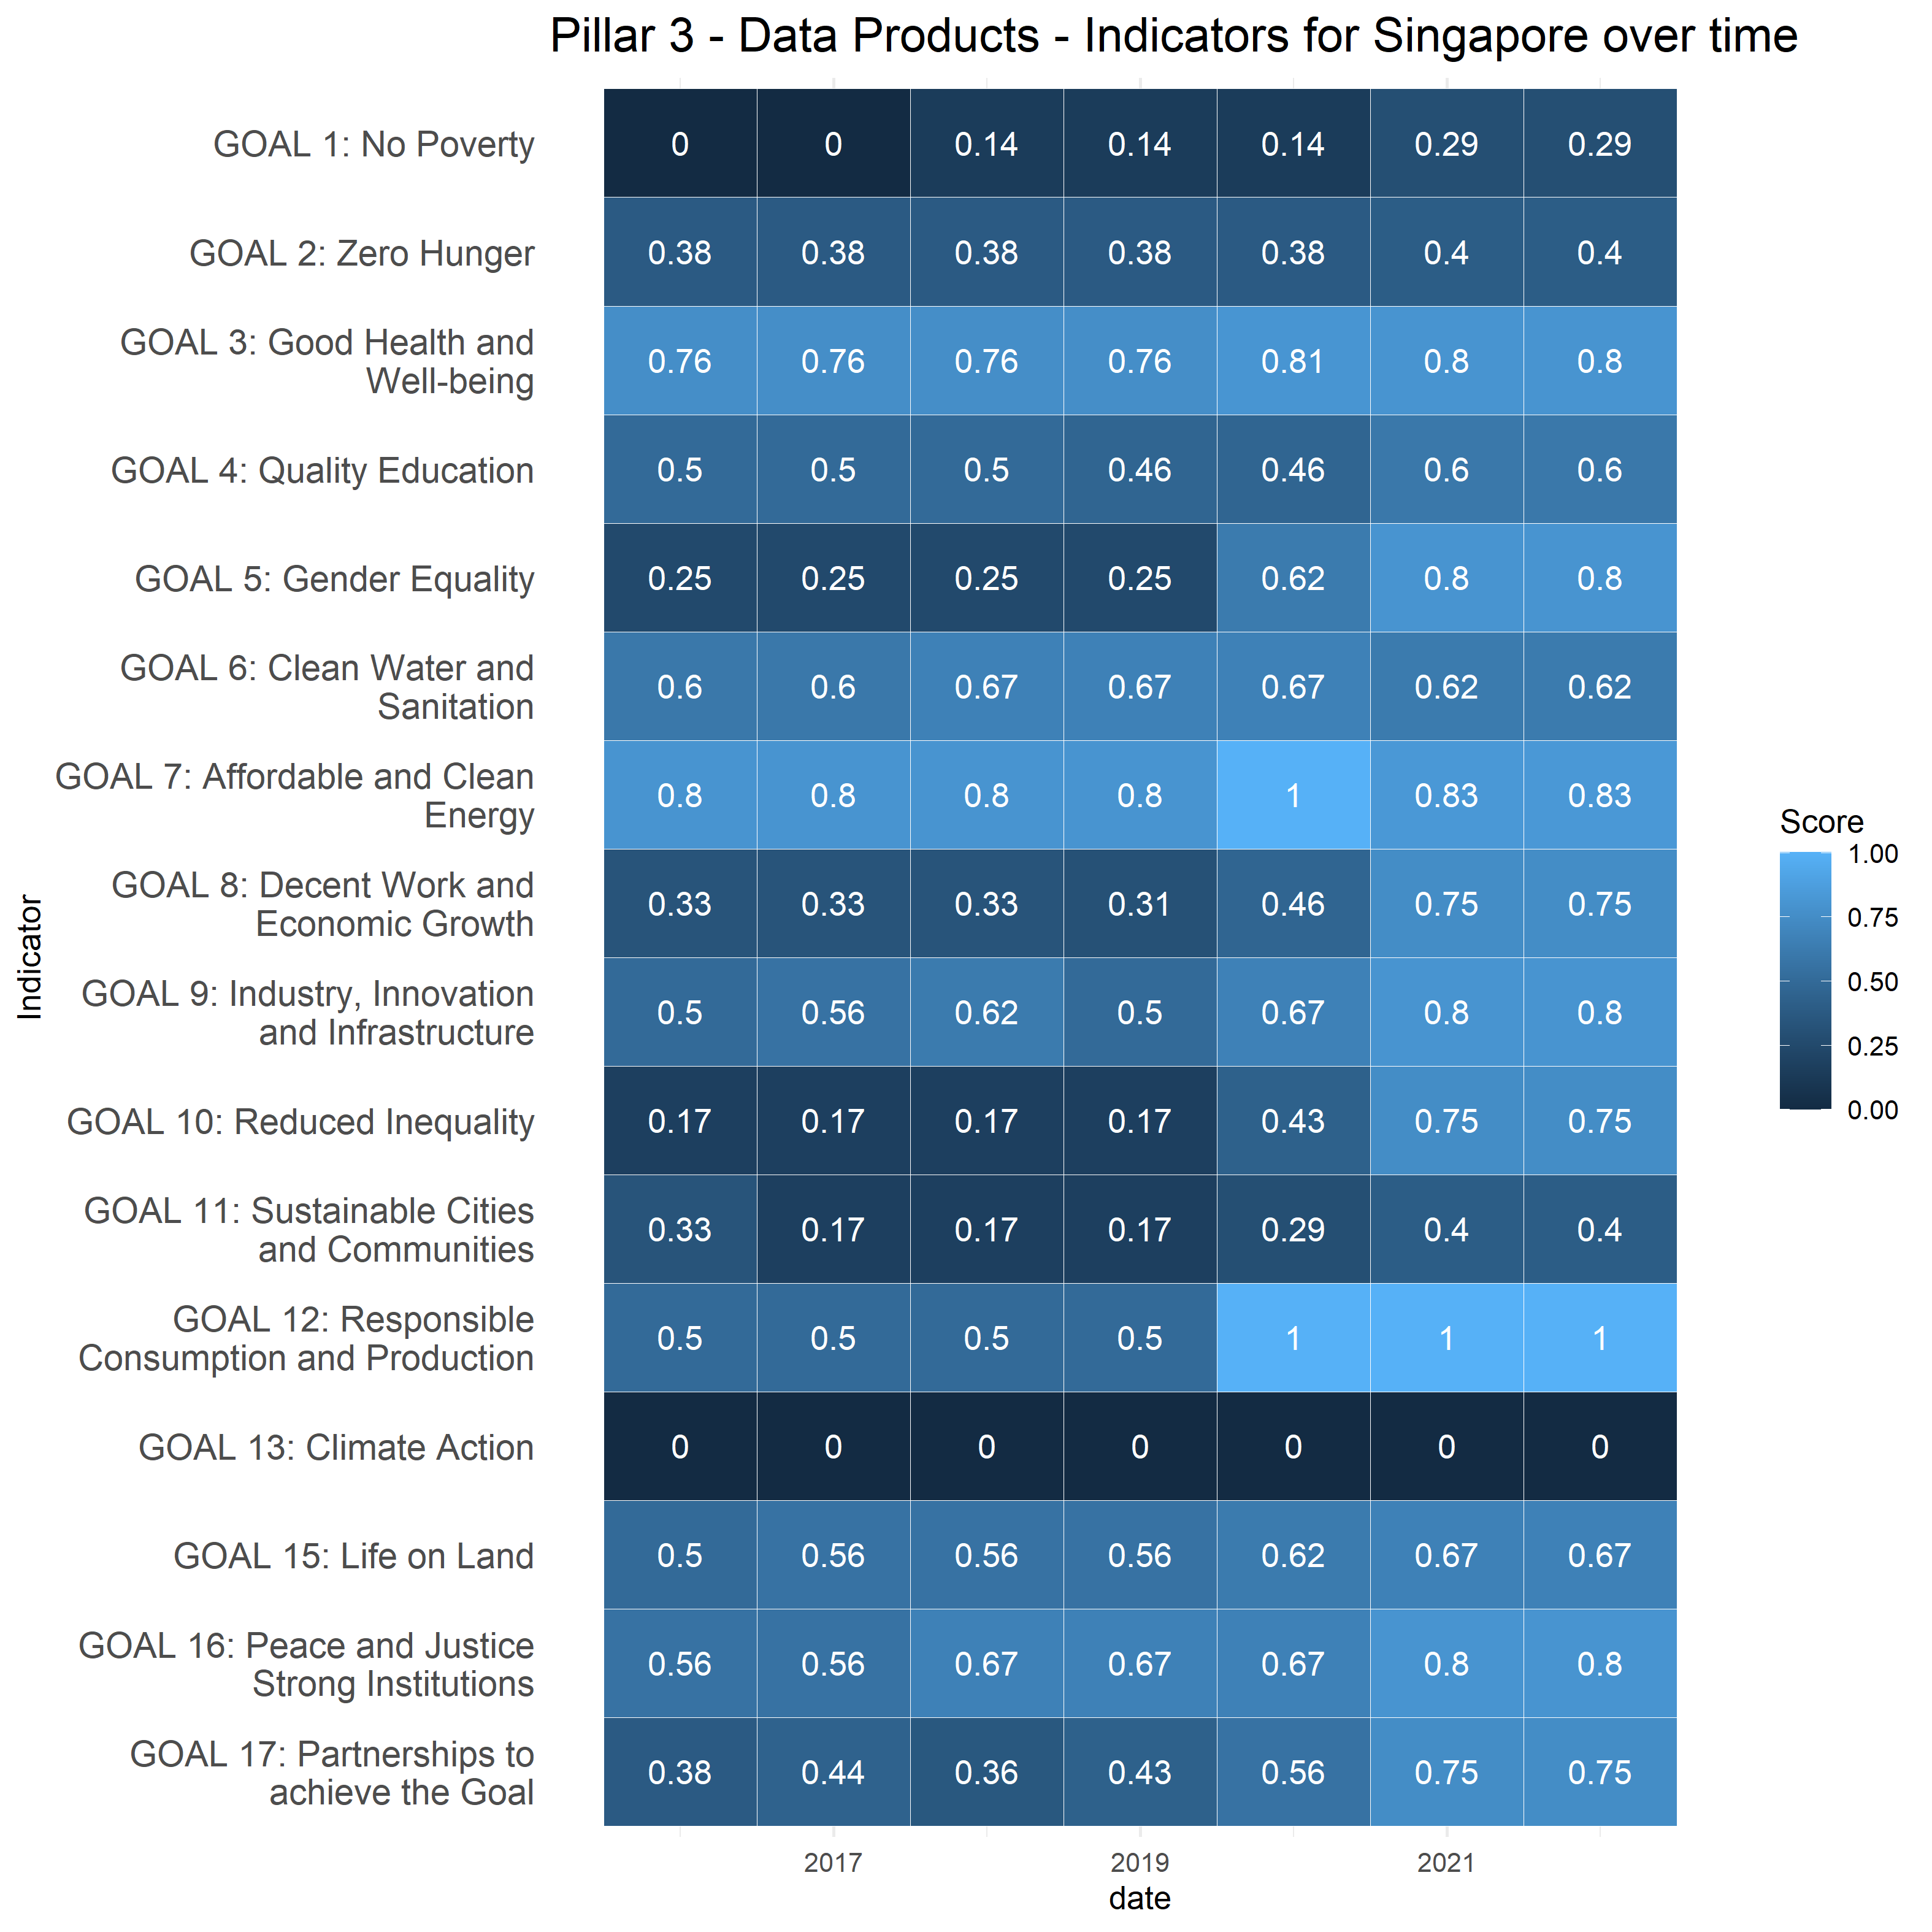 Pillar 3 - Data Products - Indicators for Singapore over time
GOAL 1: No Poverty
0 0 0.14 0.14 0.14 0.29 0.29
GOAL 2: Zero Hunger
0.38 0.38 0.38 0.38 0.38 0.4 0.4
GOAL 3: Good Health and
Well-being
0.76 0.76 0.76 0.76 0.81 0.8 0.8
GOAL 4: Quality Education
0.5 0.5 0.5 0.46 0.46 0.6 0.6
GOAL 5: Gender Equality
0.25 0.25 0.25 0.25 0.62 0.8 0.8
GOAL 6: Clean Water and
Sanitation
0.6 0.6 0.67 0.67 0.67 0.62 0.62
GOAL 7: Affordable and Clean
Energy
0.8 0.8 0.8 0.8 1 0.83 0.83
GOAL 8: Decent Work and
Economic Growth
0.33 0.33 0.33 0.31 0.46 0.75 0.75
GOAL 9: Industry, Innovation
and Infrastructure
0.5 0.56 0.62 0.5 0.67 0.8 0.8
GOAL 10: Reduced Inequality
0.17 0.17 0.17 0.17 0.43 0.75 0.75
GOAL 11: Sustainable Cities
and Communities
0.33 0.17 0.17 0.17 0.29 0.4 0.4
GOAL 12: Responsible
Consumption and Production
0.5 0.5 0.5 0.5 1 1 1
GOAL 13: Climate Action
0 0 0 0 0 0 0
GOAL 15: Life on Land
0.5 0.56 0.56 0.56 0.62 0.67 0.67
GOAL 16: Peace and Justice
Strong Institutions
0.56 0.56 0.67 0.67 0.67 0.8 0.8
GOAL 17: Partnerships to
achieve the Goal
0.38 0.44 0.36 0.43 0.56 0.75 0.75
2017 2019 2021
date
Indicator
Score
1.00
0.75
0.50
0.25
0.00